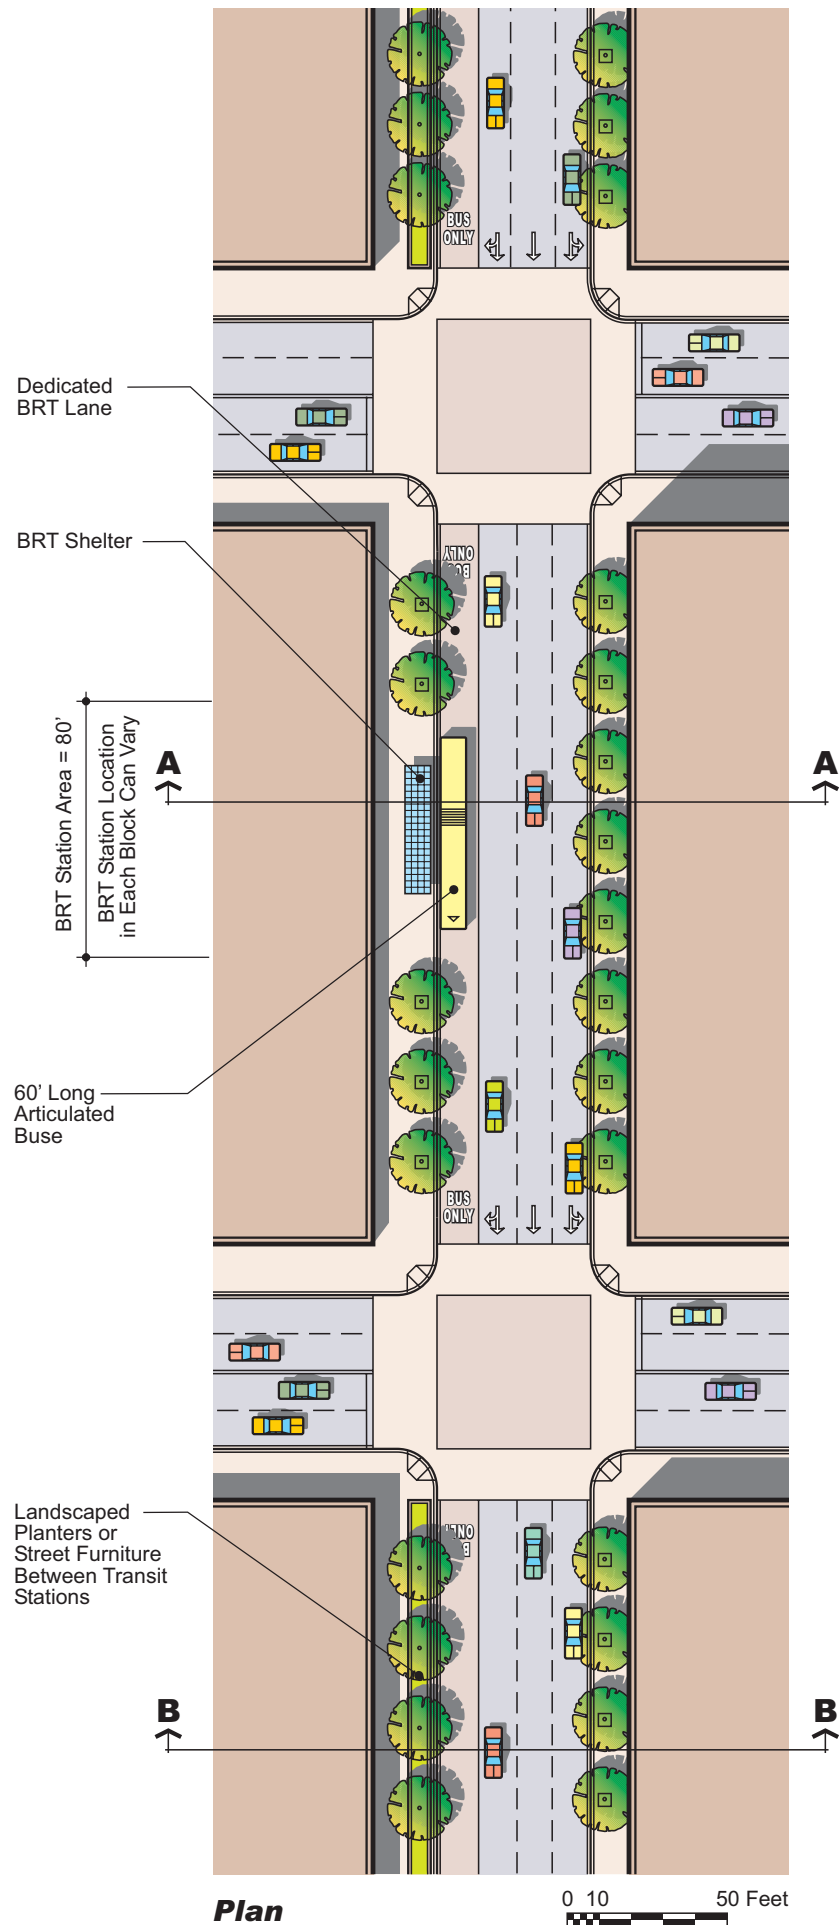 BUS
ONLY
Dedicated
BRT Lane
BRT Shelter
ONLY
BRT Station Area = 80'
BRT Station Location
in Each Block Can Vary
A
A
60' Long
Articulated
Buse
BUS
ONLY
Landscaped
Planters or
Street Furniture
Between Transit
Stations
ONLY
B
B
Plan
0 10 50 Feet